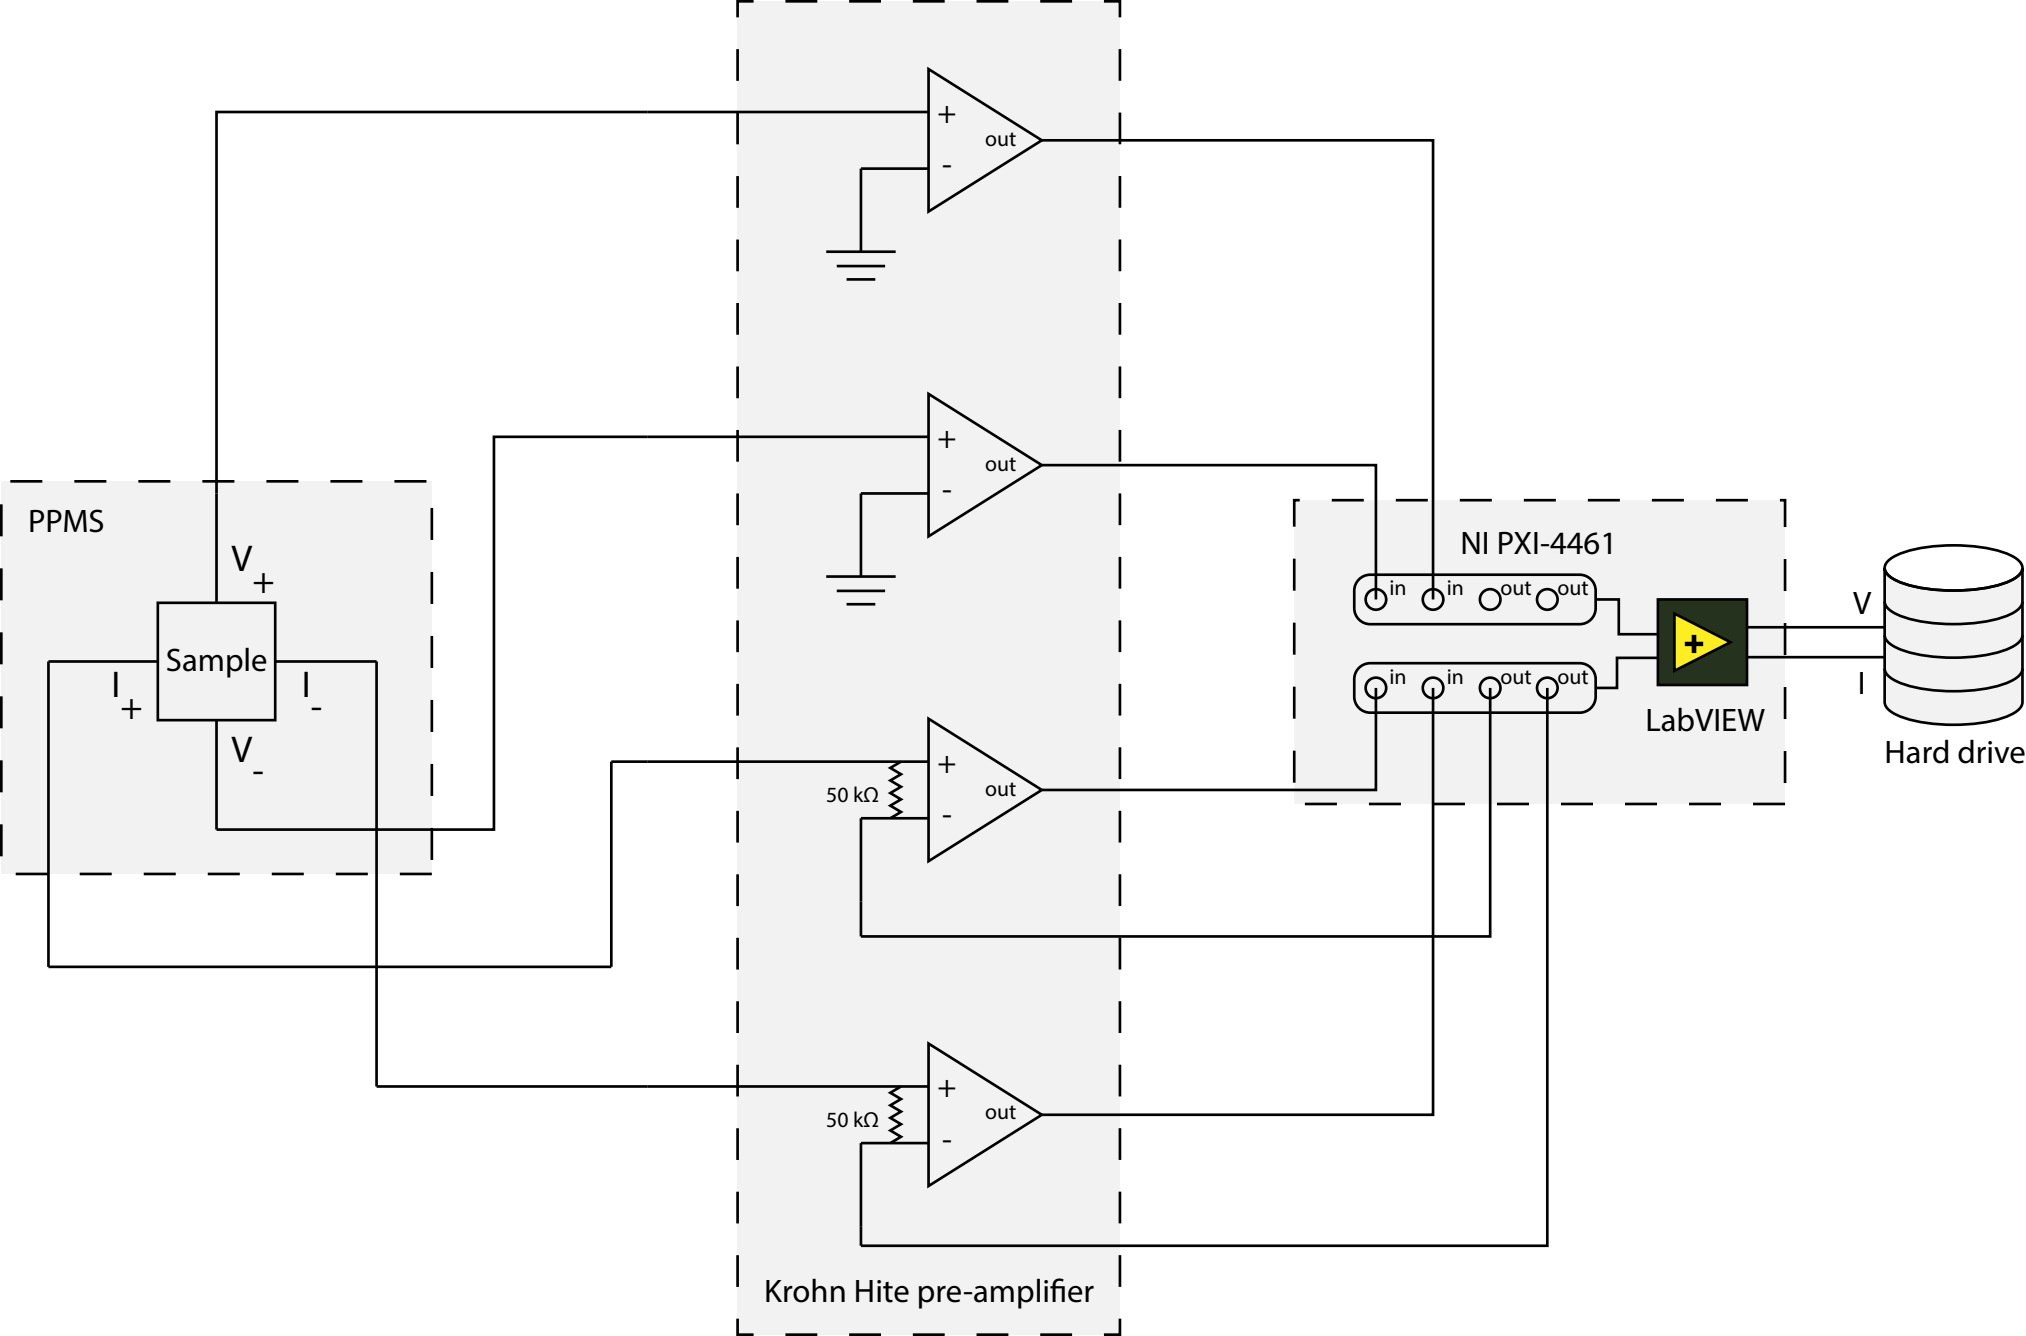 +
out
-
+
out
-
PPMS
V
+
Sample
I
+
I
-
V
-
NI PXI-4461
in
in
out
out
in
in
out
out
+
LabVIEW
V
I
Hard drive
+
50 kΩ
out
-
+
50 kΩ
out
-
Krohn Hite pre-amplifier